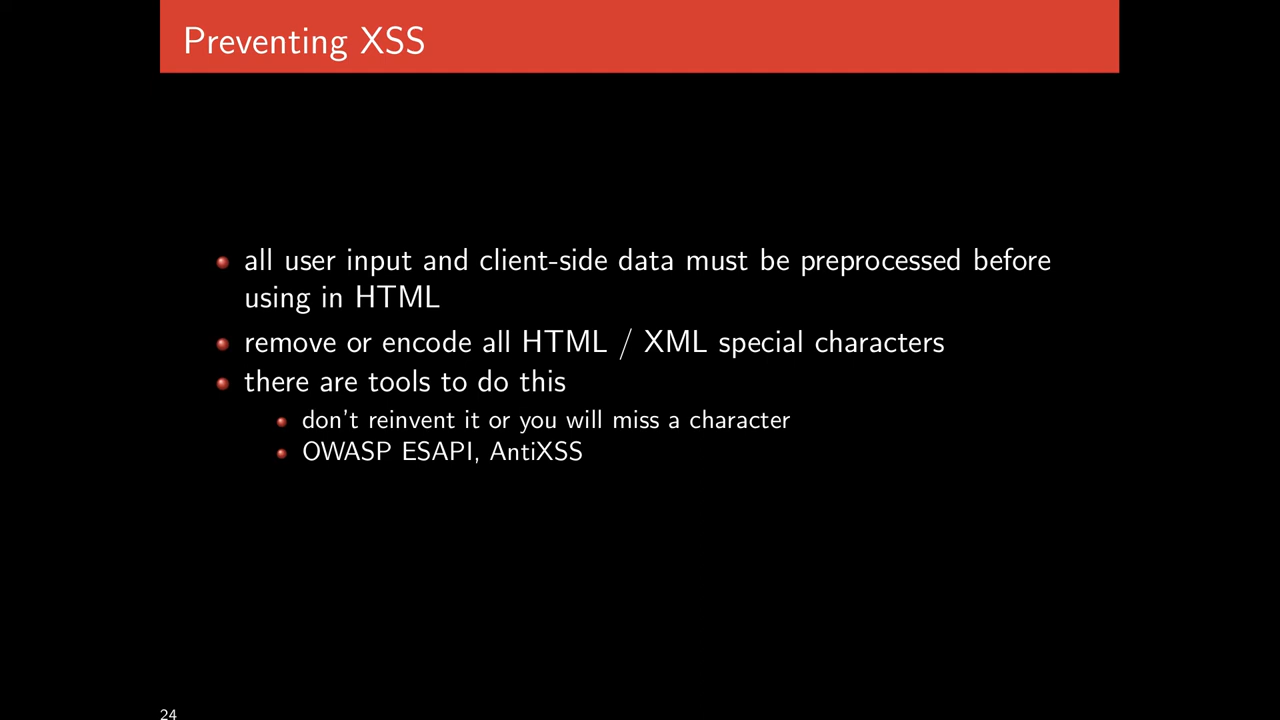 Preventing XSS
all user input and client-side data must be preprocessed before
using in HTML
remove or encode all HTML / XML special characters
there are tools to do this
don't reinvent it or you will miss a character
OWASP ESAPI, AntiXSS
24